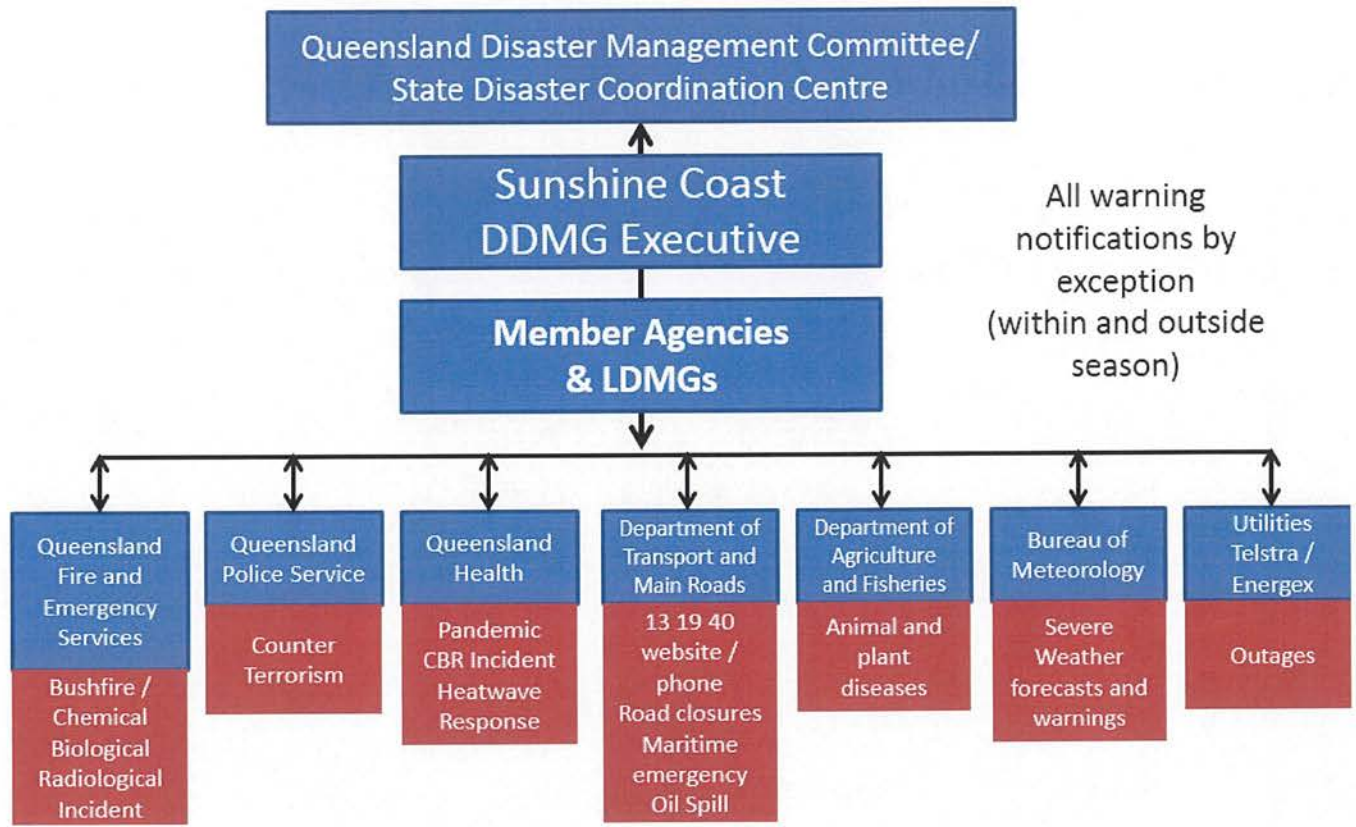 Queensland Disaster Management Committee/
State Disaster Coordination Centre
Sunshine Coast
DDMG Executive
All warning
notifications by
exception
(within and outside
season)
Member Agencies
& LDMGs
Queensland
Fire and
Emergency
Services
Bushfire /
Chemical
Biological
Radiological
Incident
Queensland
Police Service
Counter
Terrorism
Queensland
Health
Pandemic
CBR Incident
Heatwave
Response
Department of
Transport and
Main Roads
13 19 40
website /
phone
Road closures
Maritime
emergency
Oil Spill
Department of
Agriculture
and Fisheries
Animal and
plant
diseases
Bureau of
Meteorology
Severe
Weather
forecasts and
warnings
Utilities
Telstra /
Energex
Outages